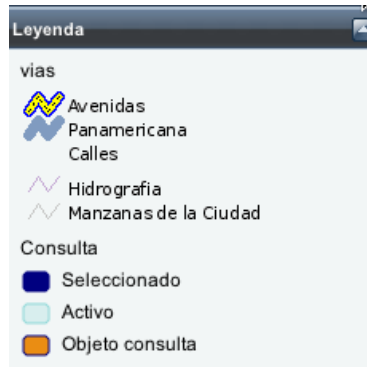 Leyenda
vias
Avenidas
Panamericana
Calles
Hidrografia
Manzanas de la Ciudad
Consulta
Seleccionado
Activo
Objeto consulta